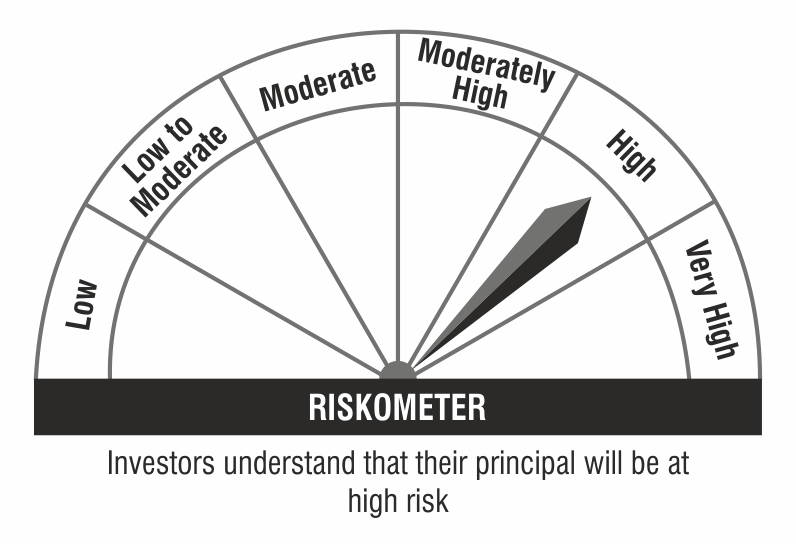 Low
Low to
Moderate
Moderate
Moderately
High
High
Very High
RISKOMETER
Investors understand that their principal will be at
high risk